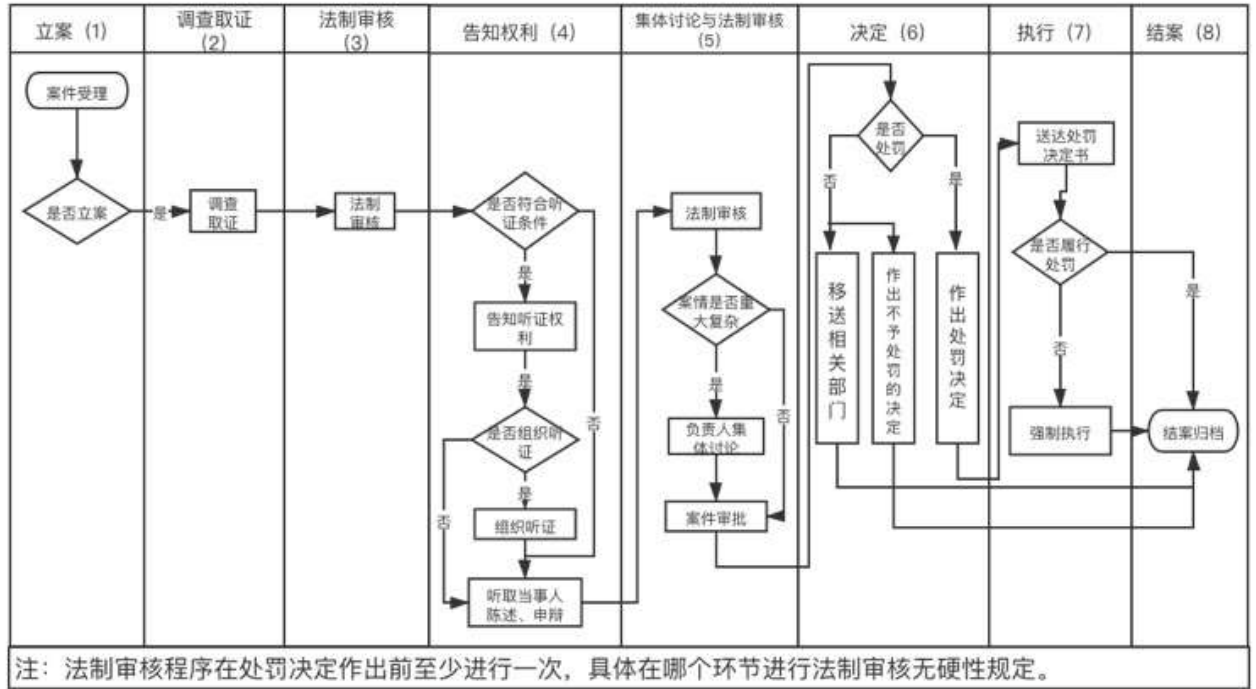 立案（1）
调查取证
（2）
法制审核
（3）
告知权利（4）
集体讨论与法制审核
（5）
决定（6）
执行（7）
结案（8）
案件受理
是否立案
是
调查
取证
法制
审核
是否符合听
证条件
是
否
告知听证权
利
是
是否组织听
证
是
否
组织听证
听取当事人
陈述、申辩
法制审核
案情是否重
大复杂
是
否
负责人集
体讨论
案件审批
是否
处罚
否
是
移送相关部门
作出不予处罚的决定
作出处罚决定
送达处罚
决定书
是否履行
处罚
是
否
强制执行
结案归档
注：法制审核程序在处罚决定作出前至少进行一次，具体在哪个环节进行法制审核无硬性规定。